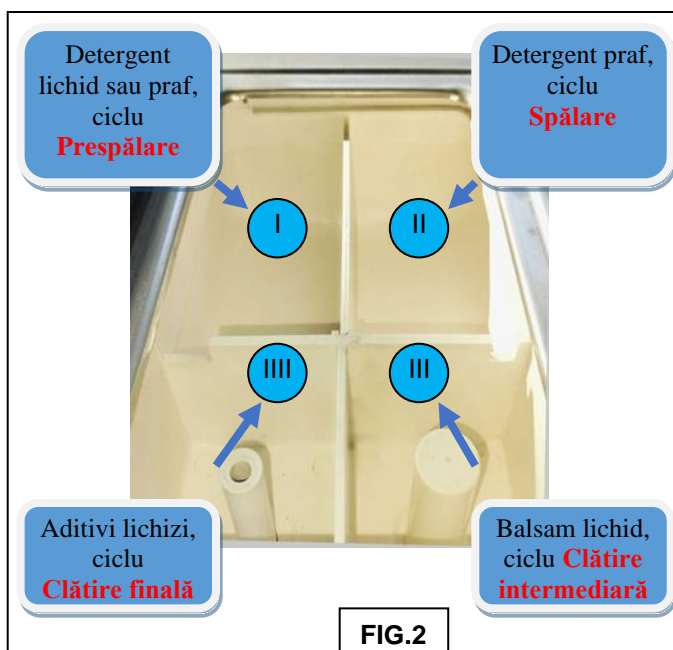 Detergent
lichid sau praf,
ciclu
Prespălare
Detergent praf,
ciclu
Spălare
I
II
IIII
III
Aditivi lichizi,
ciclu
Clătire finală
Balsam lichid,
ciclu Clătire
intermediară
FIG.2